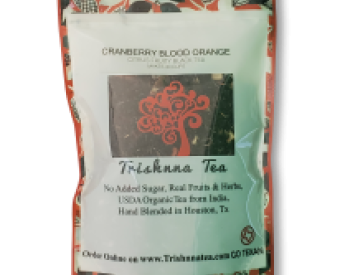 CRANBERRY BLOOD ORANGE
Trishnna Tea
No Added Sugar, Real Fruits & Herbs,
USDA Organic Tea from India.
Hand Blended in Houston, Tx
Order Online on www.Trishnnatea.com